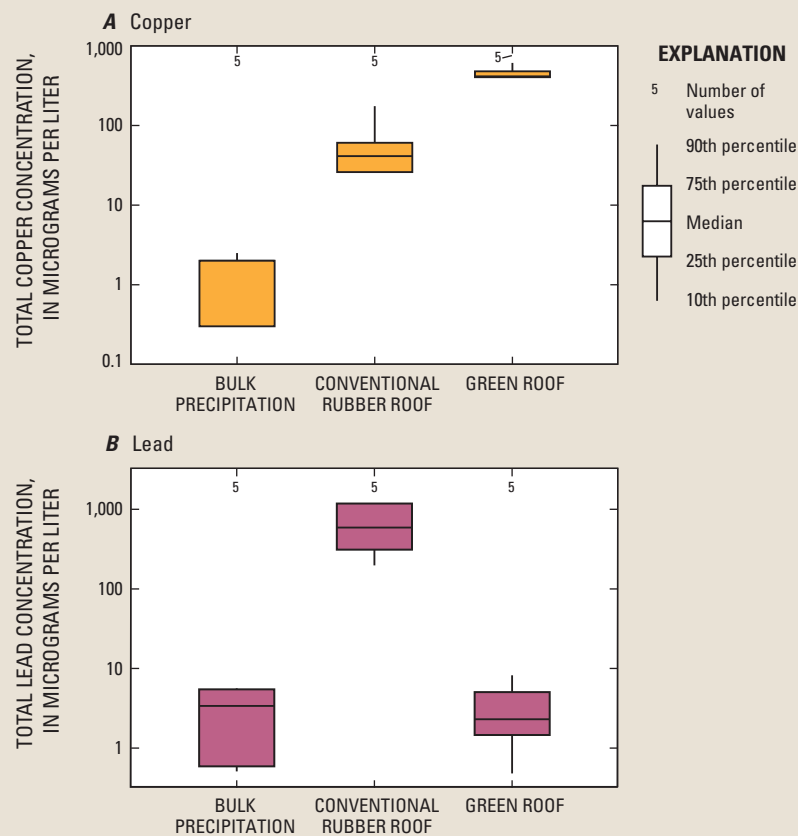 A Copper
TOTAL COPPER CONCENTRATION,
IN MICROGRAMS PER LITER
1,000
100
10
1
0.1
5
5
5
BULK
PRECIPITATION
CONVENTIONAL
RUBBER ROOF
GREEN ROOF
EXPLANATION
5 Number of
values
90th percentile
75th percentile
Median
25th percentile
10th percentile
B Lead
TOTAL LEAD CONCENTRATION,
IN MICROGRAMS PER LITER
1,000
100
10
1
5
5
5
BULK
PRECIPITATION
CONVENTIONAL
RUBBER ROOF
GREEN ROOF